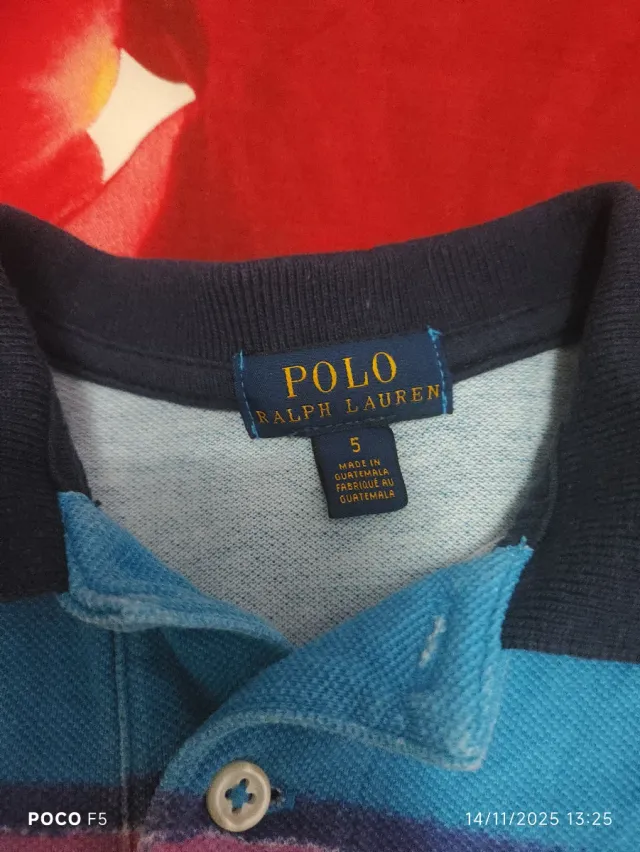 POLO
RALPH LAUREN
5
MADE IN
GUATEMALA
FABRIQUÉ AU
GUATEMALA
POCO F5
14/11/2025 13:25